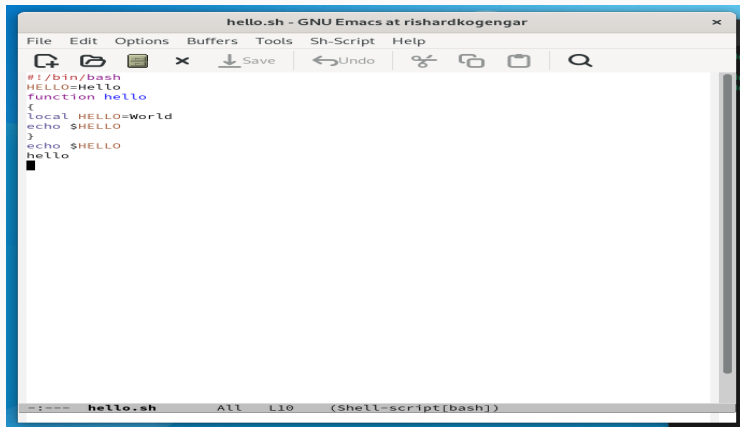 hello.sh - GNU Emacs at rishardkogengar
File Edit Options Buffers Tools Sh-Script Help
Save Undo
#!/bin/bash
HELLO=Hello
function hello
{
local HELLO=World
echo $HELLO
}
echo $HELLO
hello
-:--- hello.sh All L10 (Shell-script[bash])